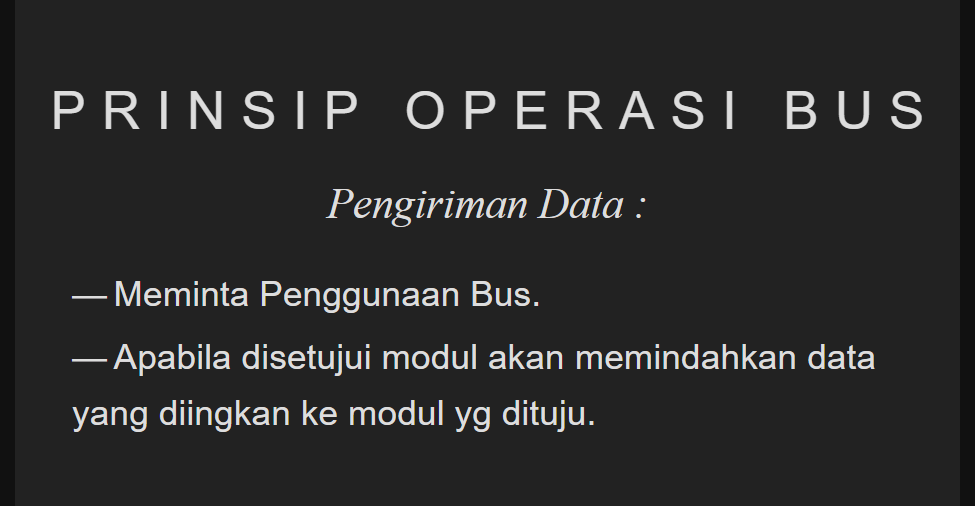 PRINSIP OPERASI BUS
Pengiriman Data :
— Meminta Penggunaan Bus.
— Apabila disetujui modul akan memindahkan data
yang diingkan ke modul yg dituju.